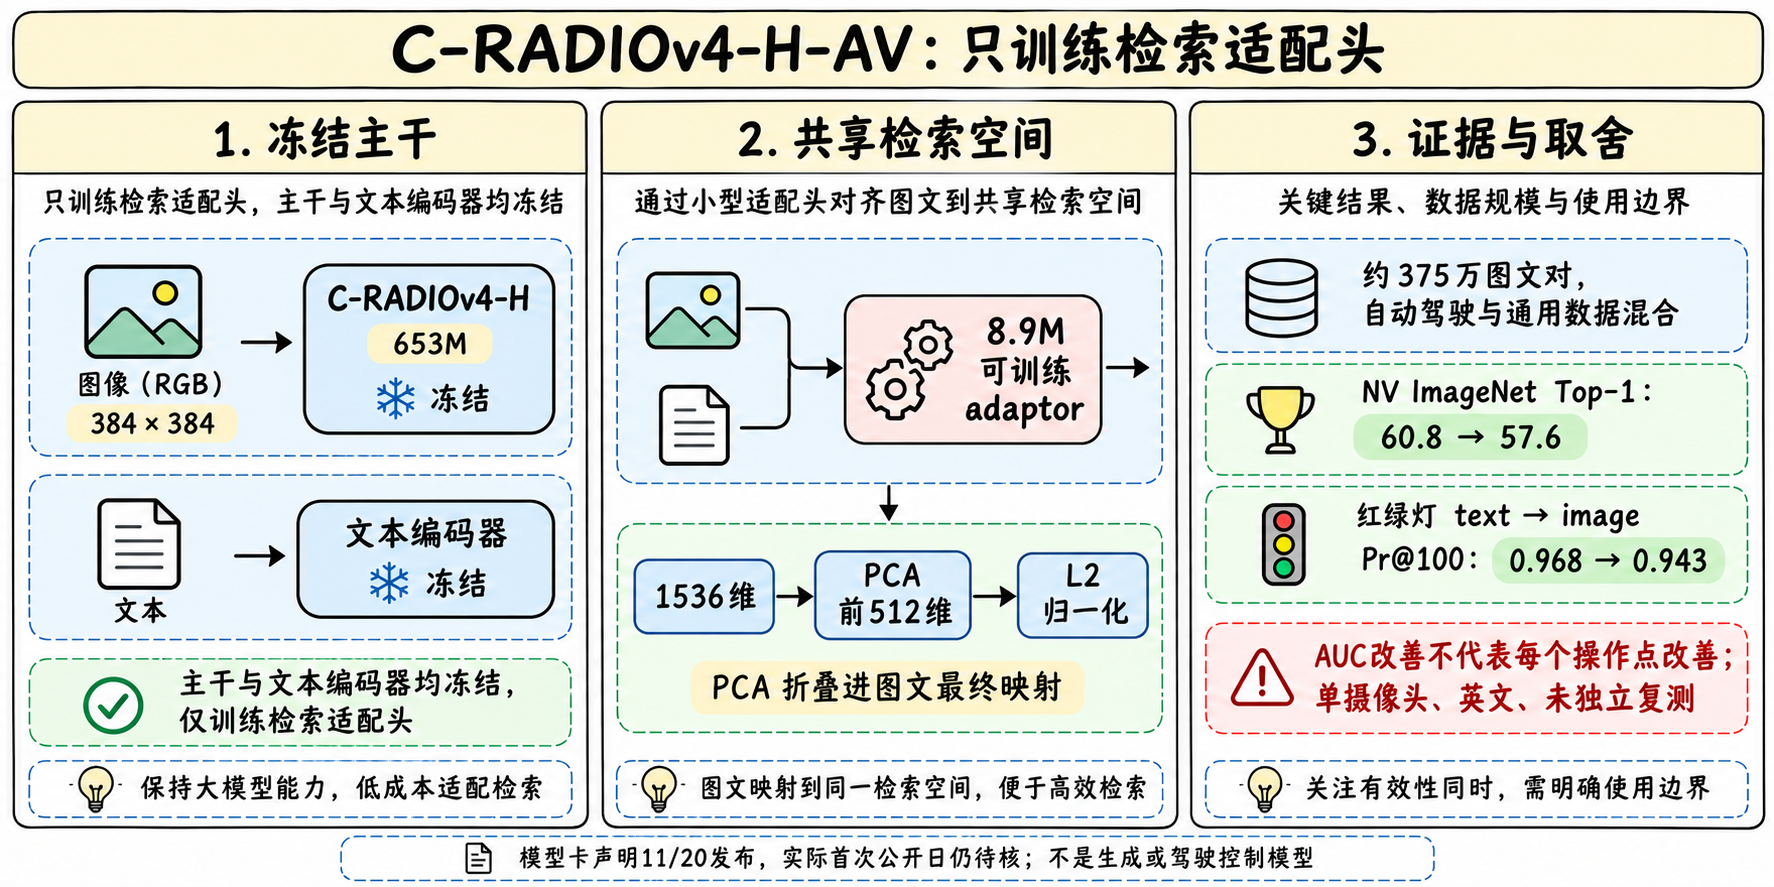 C-RADIOv4-H-AV：只训练检索适配头
1. 冻结主干
只训练检索适配头，主干与文本编码器均冻结
图像（RGB）
384 × 384
C-RADIOv4-H
653M
冻结
文本
文本编码器
冻结
主干与文本编码器均冻结，
仅训练检索适配头
保持大模型能力，低成本适配检索
2. 共享检索空间
通过小型适配头对齐图文到共享检索空间
8.9M
可训练
adaptor
1536维
PCA
前512维
L2
归一化
PCA 折叠进图文最终映射
图文映射到同一检索空间，便于高效检索
3. 证据与取舍
关键结果、数据规模与使用边界
约 375万图文对，
自动驾驶与通用数据混合
NV ImageNet Top-1：
60.8 → 57.6
红绿灯 text → image
Pr@100： 0.968 → 0.943
AUC改善不代表每个操作点改善；
单摄像头、英文、未独立复测
关注有效性同时，需明确使用边界
模型卡声明11/20发布，实际首次公开日仍待核；不是生成或驾驶控制模型